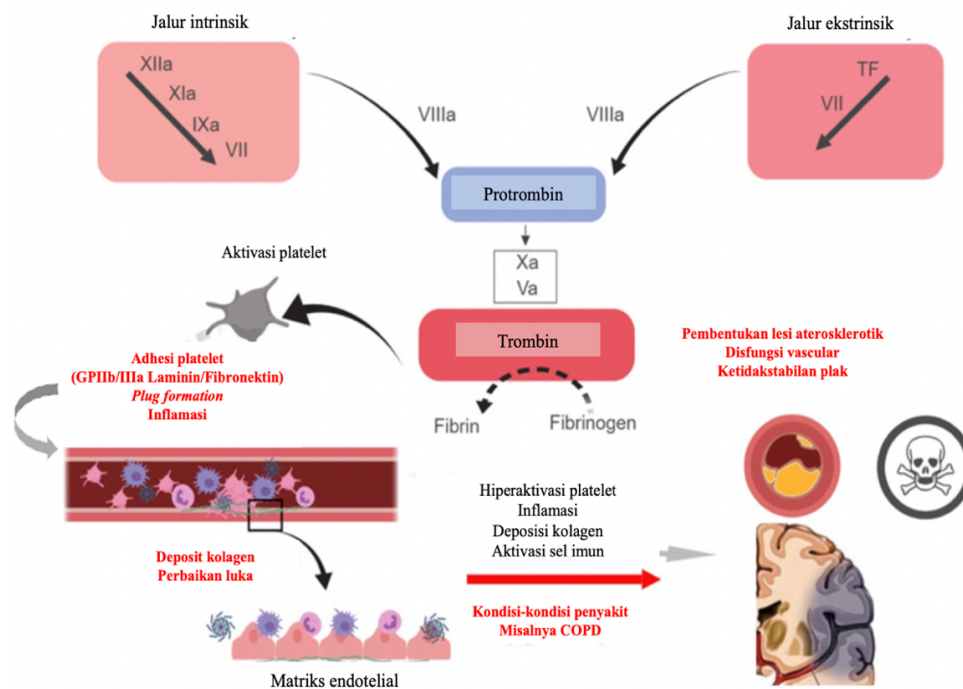 Jalur intrinsik
Jalur ekstrinsik
XIIa
XIa
IXa
VII
VIIIa
VIIIa
TF
VII
Protrombin
Xa
Va
Aktivasi platelet
Trombin
Fibrin
Fibrinogen
Adhesi platelet
(GPIIb/IIIa Laminin/Fibronektin)
Plug formation
Inflamasi
Pembentukan lesi aterosklerotik
Disfungsi vascular
Ketidakstabilan plak
Deposit kolagen
Perbaikan luka
Hiperaktivasi platelet
Inflamasi
Deposisi kolagen
Aktivasi sel imun
Kondisi-kondisi penyakit
Misalnya COPD
Matriks endotelial